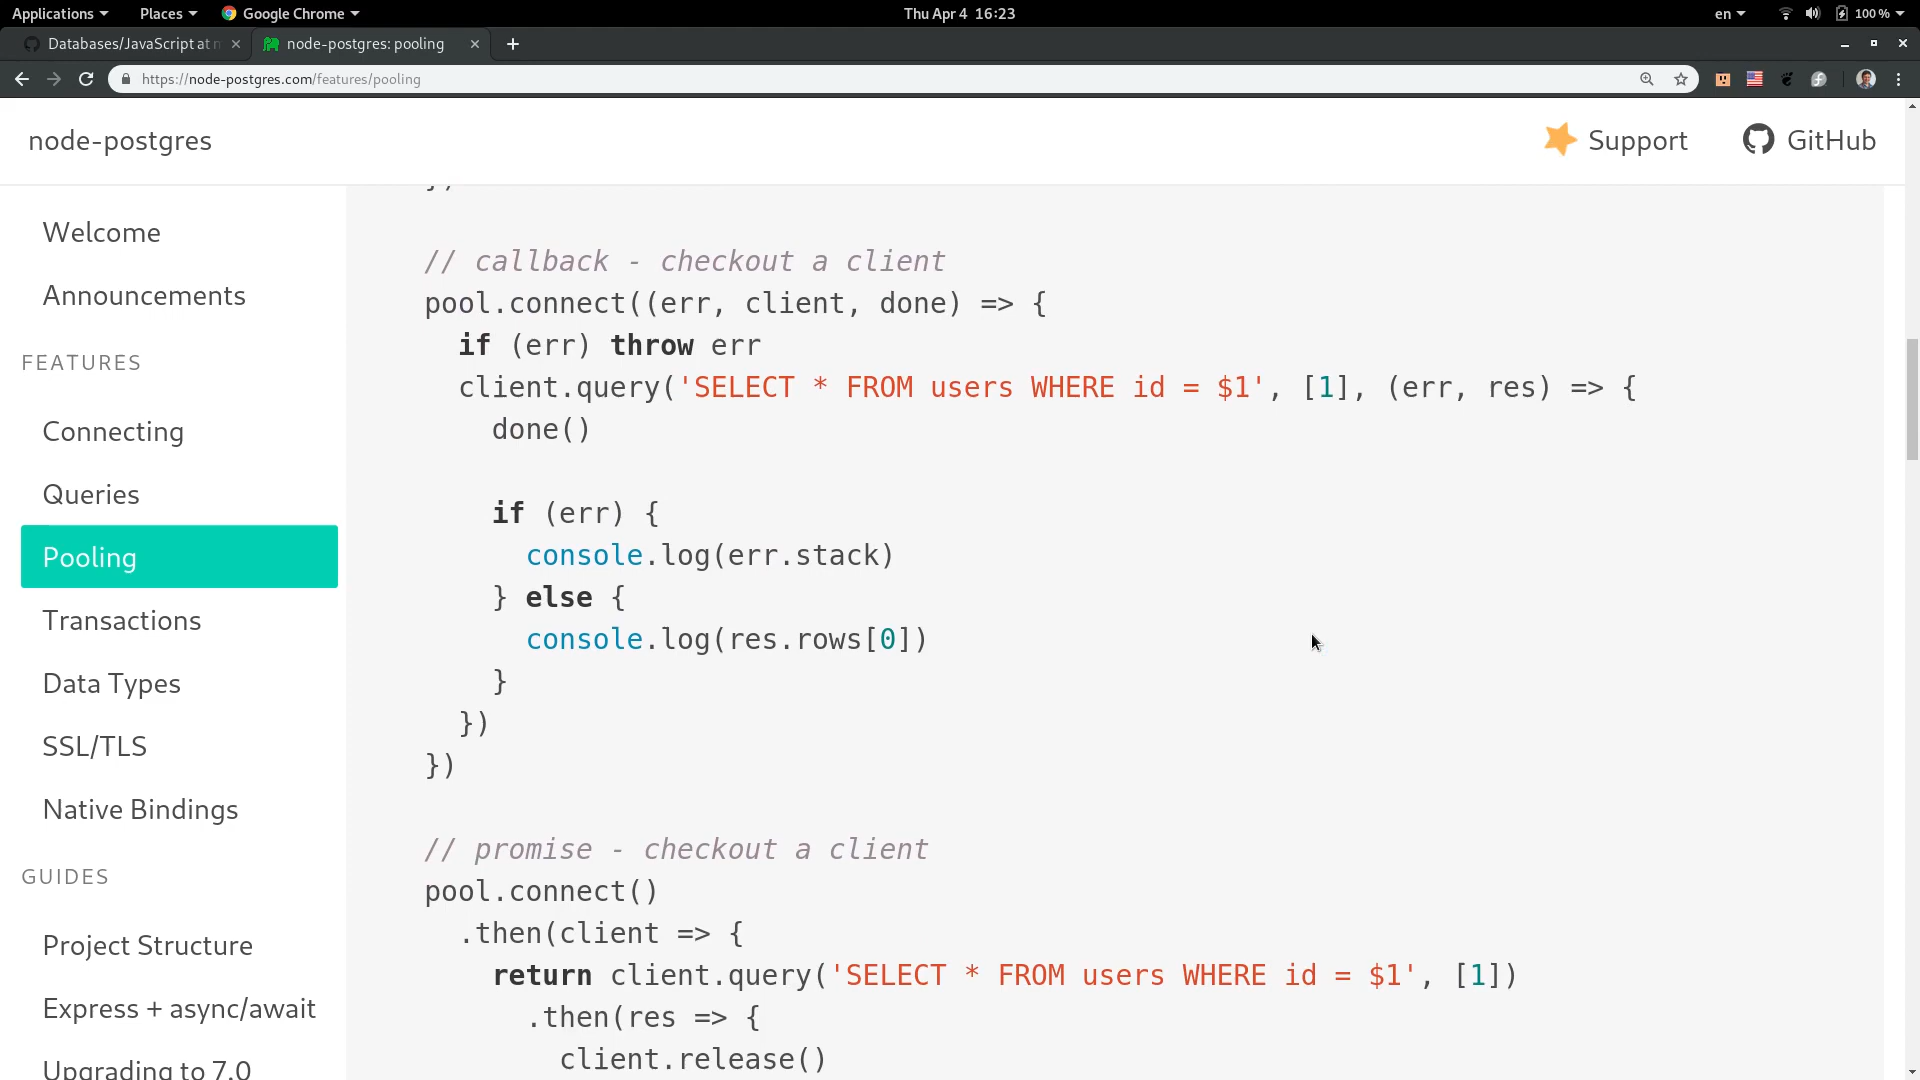 Applications Places Google Chrome Thu Apr 4 16:23 en 100 %
Databases/JavaScript at node-postgres: pooling
https://node-postgres.com/features/pooling
node-postgres Support GitHub
Welcome
Announcements
FEATURES
Connecting
Queries
Pooling
Transactions
Data Types
SSL/TLS
Native Bindings
GUIDES
Project Structure
Express + async/await
Upgrading to 7.0
// callback - checkout a client
pool.connect((err, client, done) => {
if (err) throw err
client.query('SELECT * FROM users WHERE id = $1', [1], (err, res) => {
done()
if (err) {
console.log(err.stack)
} else {
console.log(res.rows[0])
}
})
})
// promise - checkout a client
pool.connect()
.then(client => {
return client.query('SELECT * FROM users WHERE id = $1', [1])
.then(res => {
client.release()